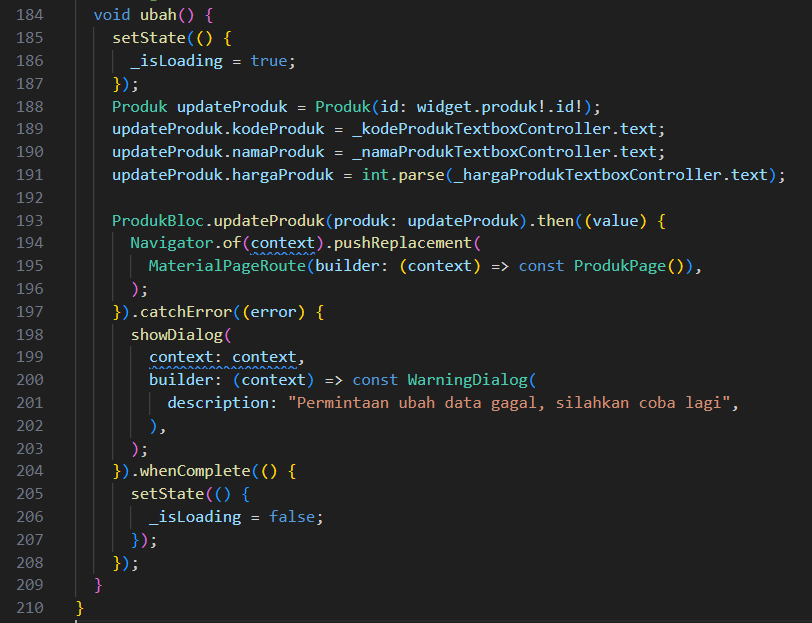 184 void ubah() {
185 setState(() {
186 _isLoading = true;
187 });
188 Produk updateProduk = Produk(id: widget.produk!.id!);
189 updateProduk.kodeProduk = _kodeProdukTextboxController.text;
190 updateProduk.namaProduk = _namaProdukTextboxController.text;
191 updateProduk.hargaProduk = int.parse(_hargaProdukTextboxController.text);
192
193 ProdukBloc.updateProduk(produk: updateProduk).then((value) {
194 Navigator.of(context).pushReplacement(
195 MaterialPageRoute(builder: (context) => const ProdukPage()),
196 );
197 }).catchError((error) {
198 showDialog(
199 context: context,
200 builder: (context) => const WarningDialog(
201 description: "Permintaan ubah data gagal, silahkan coba lagi",
202 ),
203 );
204 }).whenComplete(() {
205 setState(() {
206 _isLoading = false;
207 });
208 });
209 }
210 }